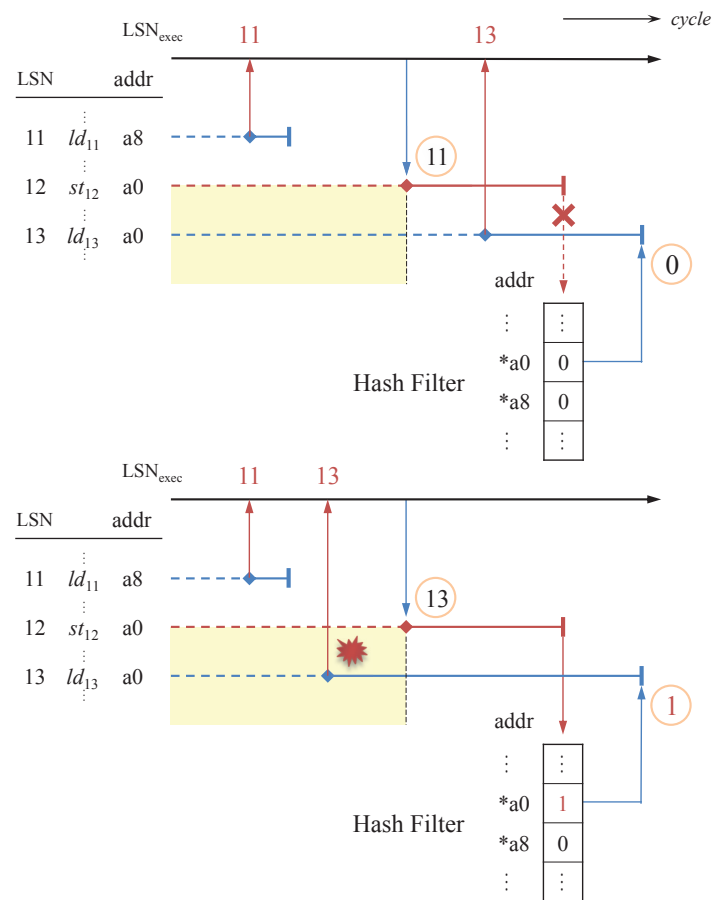 cycle
LSNexec 11 13
LSN addr
⋮
11 ld11 a8 11
⋮
12 st12 a0
⋮
13 ld13 a0 0
⋮
addr
⋮ ⋮
*a0 0
Hash Filter
*a8 0
⋮ ⋮
LSNexec 11 13
LSN addr
⋮
11 ld11 a8 13
⋮
12 st12 a0
⋮
13 ld13 a0 1
⋮
addr
⋮ ⋮
*a0 1
Hash Filter
*a8 0
⋮ ⋮